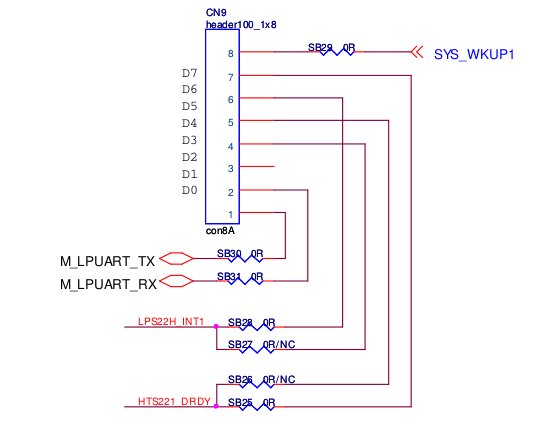 CN9
header100_1x8
8 SB29 0R SYS_WKUP1
D7 7
D6 6
D5 5
D4 4
D3
D2 3
D1 2
D0 1
con8A
M_LPUART_TX SB30 0R
M_LPUART_RX SB31 0R
LPS22H_INT1 SB28 0R
SB27 0R/NC
SB26 0R/NC
HTS221_DRDY SB25 0R